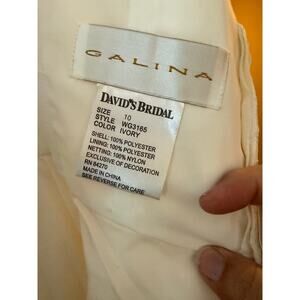 GALINA
DAVID'S BRIDAL
SIZE 10
STYLE WG3165
COLOR IVORY
SHELL: 100% POLYESTER
LINING: 100% POLYESTER
NETTING: 100% NYLON
EXCLUSIVE OF DECORATION
RN 84270
MADE IN CHINA
SEE REVERSE FOR CARE